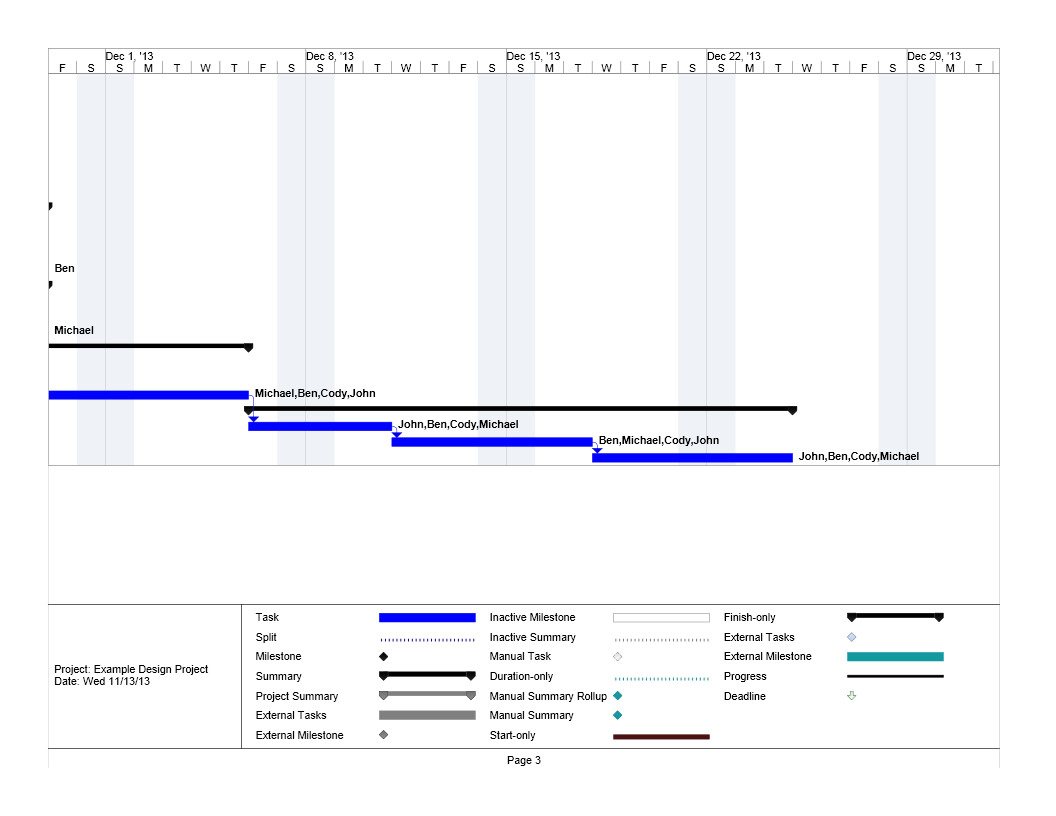 Dec 1, '13 Dec 8, '13 Dec 15, '13 Dec 22, '13 Dec 29, '13
F S S M T W T F S S M T W T F S S M T W T F S S M T W T F S S M T
Ben
Michael
Michael,Ben,Cody,John
John,Ben,Cody,Michael
Ben,Michael,Cody,John
John,Ben,Cody,Michael
Project: Example Design Project
Date: Wed 11/13/13
Task
Split
Milestone
Summary
Project Summary
External Tasks
External Milestone
Inactive Milestone
Inactive Summary
Manual Task
Duration-only
Manual Summary Rollup
Manual Summary
Start-only
Finish-only
External Tasks
External Milestone
Progress
Deadline
Page 3